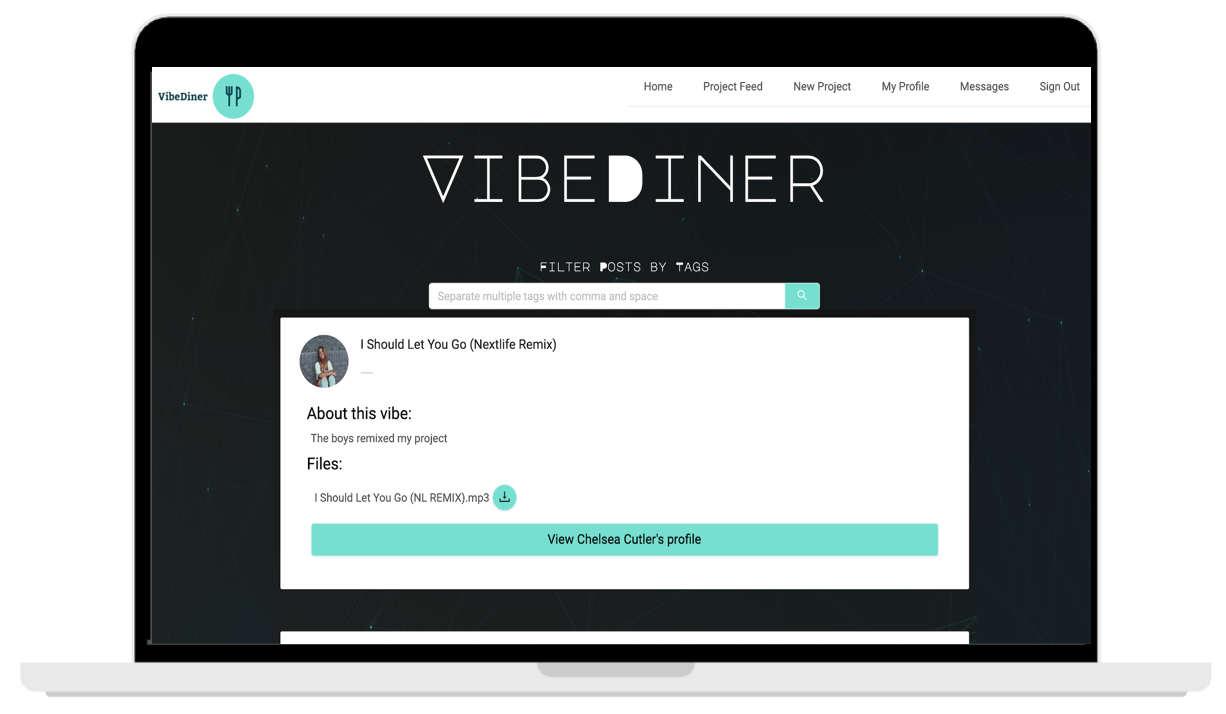 VibeDiner
Home Project Feed New Project My Profile Messages Sign Out
VIBEDINER
FILTER POSTS BY TAGS
Separate multiple tags with comma and space
I Should Let You Go (Nextlife Remix)
About this vibe:
The boys remixed my project
Files:
I Should Let You Go (NL REMIX).mp3
View Chelsea Cutler's profile